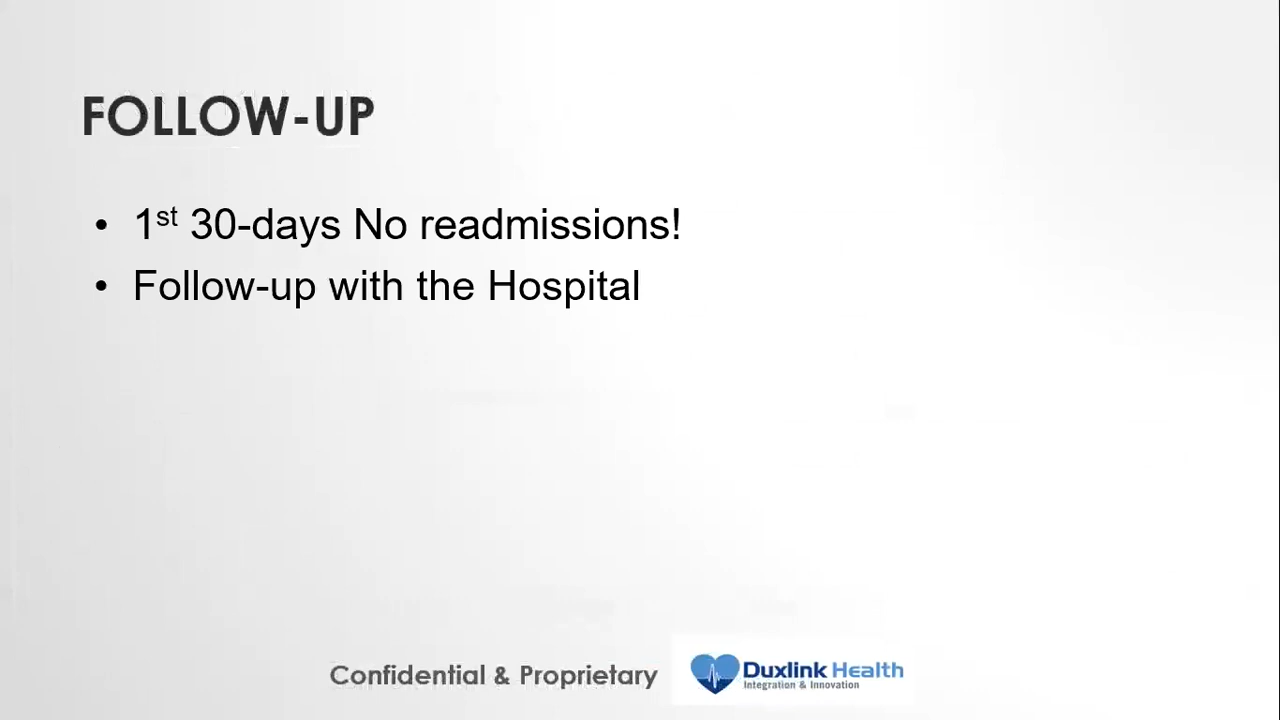 FOLLOW-UP
• 1st 30-days No readmissions!
• Follow-up with the Hospital
Confidential & Proprietary
Duxlink Health
Integration & Innovation